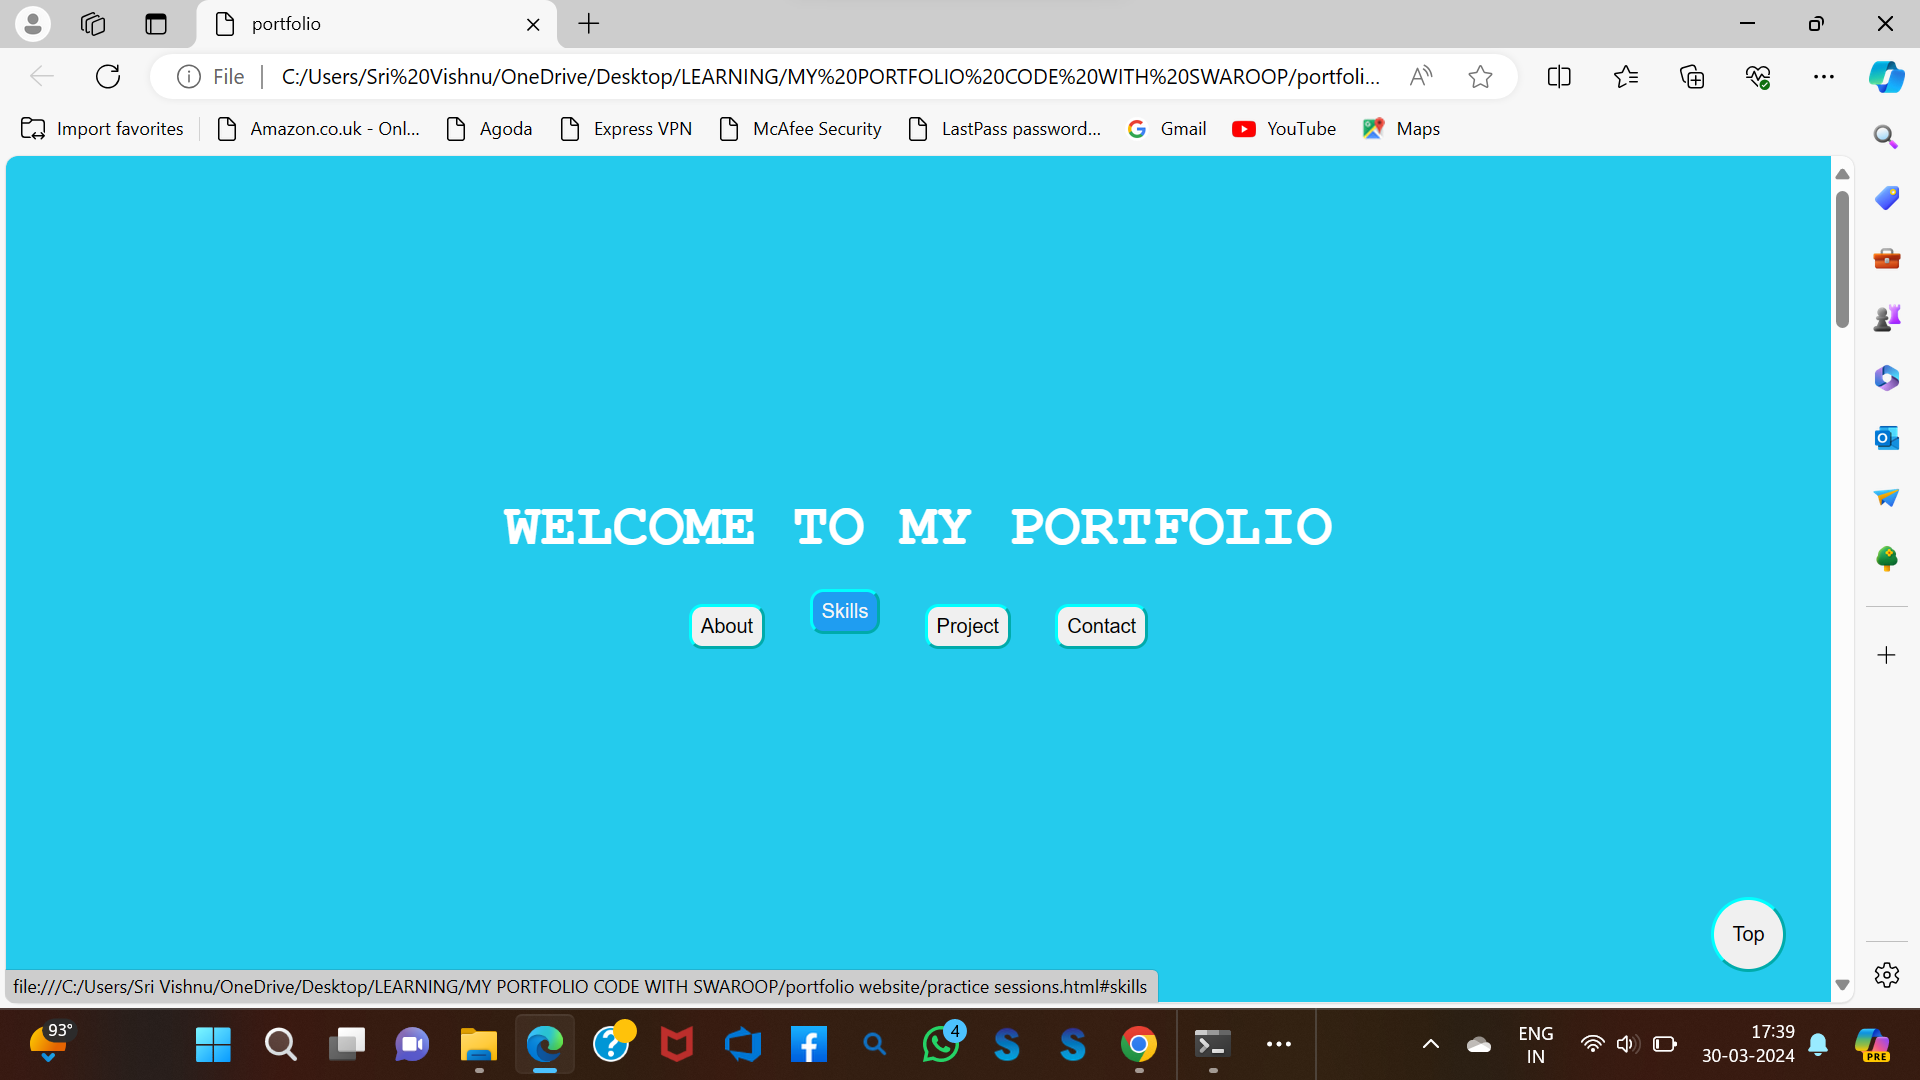 portfolio
File
C:/Users/Sri%20Vishnu/OneDrive/Desktop/LEARNING/MY%20PORTFOLIO%20CODE%20WITH%20SWAROOP/portfoli...
Import favorites
Amazon.co.uk - Onl...
Agoda
Express VPN
McAfee Security
LastPass password...
Gmail
YouTube
Maps
WELCOME TO MY PORTFOLIO
About
Skills
Project
Contact
Top
file:///C:/Users/Sri Vishnu/OneDrive/Desktop/LEARNING/MY PORTFOLIO CODE WITH SWAROOP/portfolio website/practice sessions.html#skills
93°
4
ENG
IN
17:39
30-03-2024
PRE